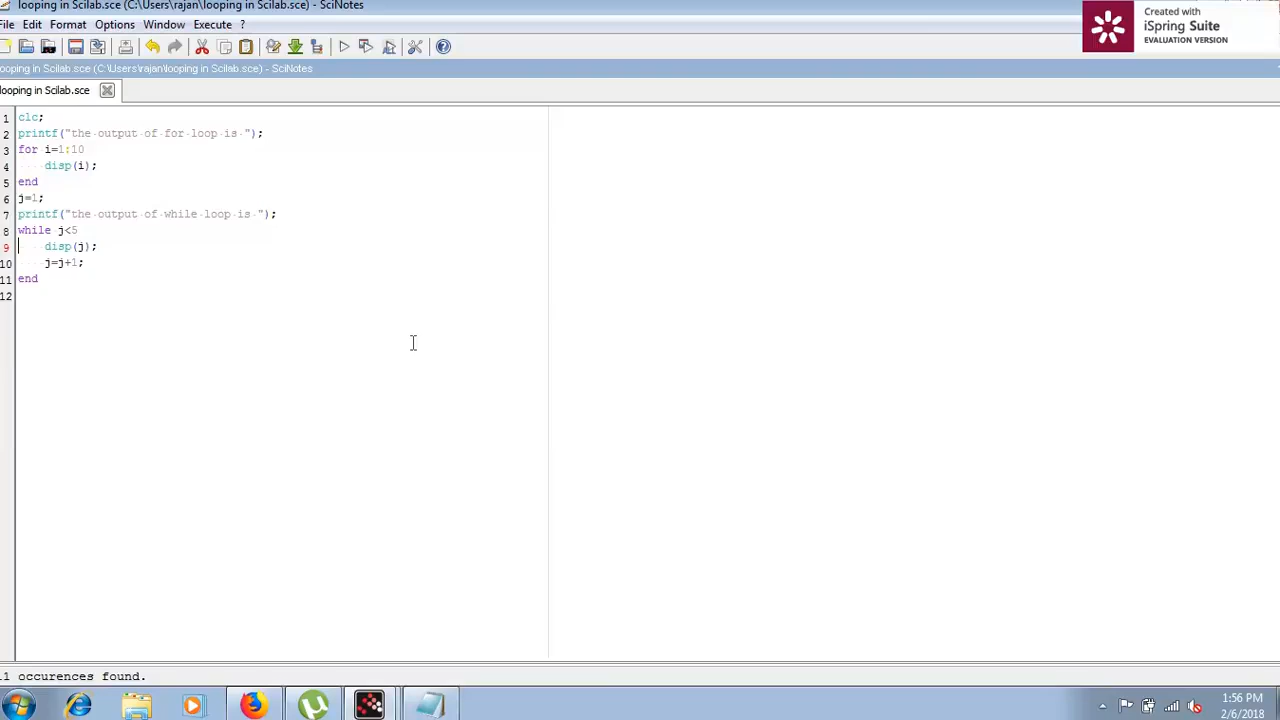 looping in Scilab.sce (C:\Users\rajan\looping in Scilab.sce) - SciNotes
File Edit Format Options Window Execute ?
Created with
iSpring Suite
EVALUATION VERSION
ooping in Scilab.sce (C:\Users\rajan\looping in Scilab.sce) - SciNotes
ooping in Scilab.sce
1 clc;
2 printf("the output of for loop is ");
3 for i=1:10
4 disp(i);
5 end
6 j=1;
7 printf("the output of while loop is ");
8 while j<5
9 disp(j);
10 j=j+1;
11 end
12
11 occurences found.
1:56 PM
2/6/2018